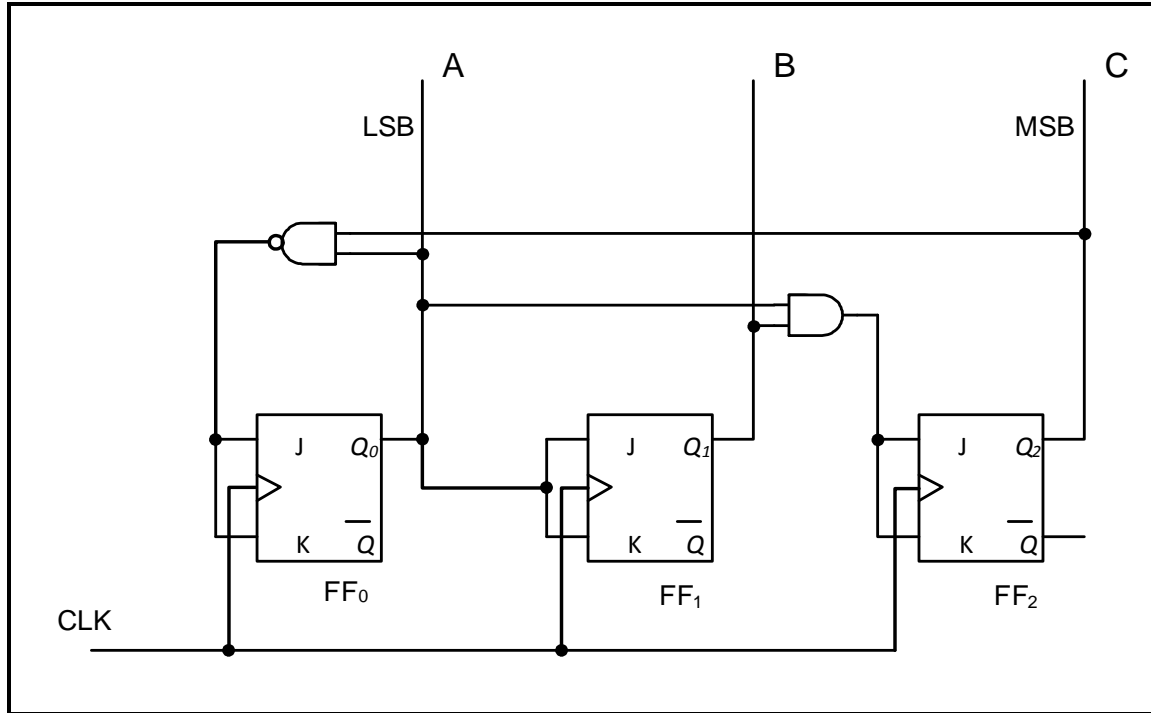 A B C
LSB MSB
J Q₀ J Q₁ J Q₂
K Q̅ K Q̅ K Q̅
FF₀ FF₁ FF₂
CLK